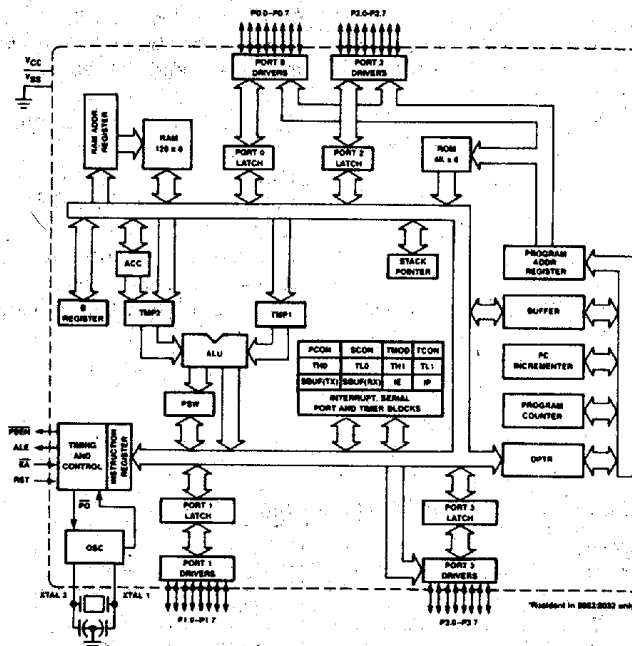 P0.0-P0.7
P2.0-P2.7
VCC
VSS
PORT 0
DRIVERS
PORT 2
DRIVERS
RAM ADDR
REGISTER
RAM
128 x 8
PORT 0
LATCH
PORT 2
LATCH
ROM
4K x 8
ACC
STACK
POINTER
PROGRAM
ADDR
REGISTER
B
REGISTER
TMP2
TMP1
BUFFER
ALU
PCON
SCON
TMOD
TCON
TH0
TL0
TH1
TL1
SBUF(TX)
SBUF(RX)
IE
IP
INTERRUPT, SERIAL
PORT AND TIMER BLOCKS
PC
INCREMENTER
PSW
PROGRAM
COUNTER
PSEN
ALE
EA
RST
TIMING
AND
CONTROL
INSTRUCTION
REGISTER
DPTR
PD
PORT 1
LATCH
PORT 3
LATCH
OSC
PORT 1
DRIVERS
PORT 3
DRIVERS
XTAL 2
XTAL 1
P1.0-P1.7
P3.0-P3.7
*Resident in 8052/8032 only